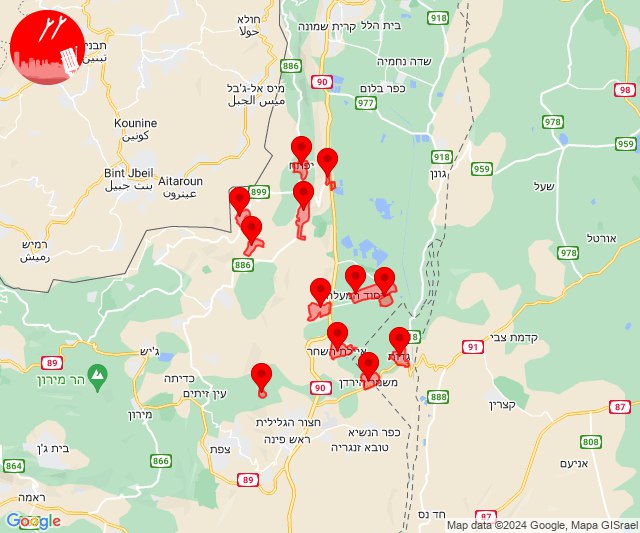 חולא
חולא
קרית שמונה
בית הלל
918
תבנין
تبنين
886
90
שדה נחמיה
מיס אל-ג'בל
ميس الجبل
כפר בלום
977
98
Kounine
كونين
978
918
959
959
Bint Jbeil
بنت جبيل
Aitaroun
عيترون
יפתח
גונן
899
שעל
רמיש
رميش
אורטל
978
886
יסוד המעלה
918
קדמת צבי
91
איילת השחר
גדות
ג'יש
89
הר מירון
כדיתה
עין זיתים
90
משמר הירדן
888
קצרין
87
מירון
חצור הגלילית
ראש פינה
כפר הנשיא
טובא זנגריה
808
בית ג'ן
866
864
צפת
אניעם
89
ראמה
87
חד נס
Google
Map data ©2024 Google, Mapa GISrael